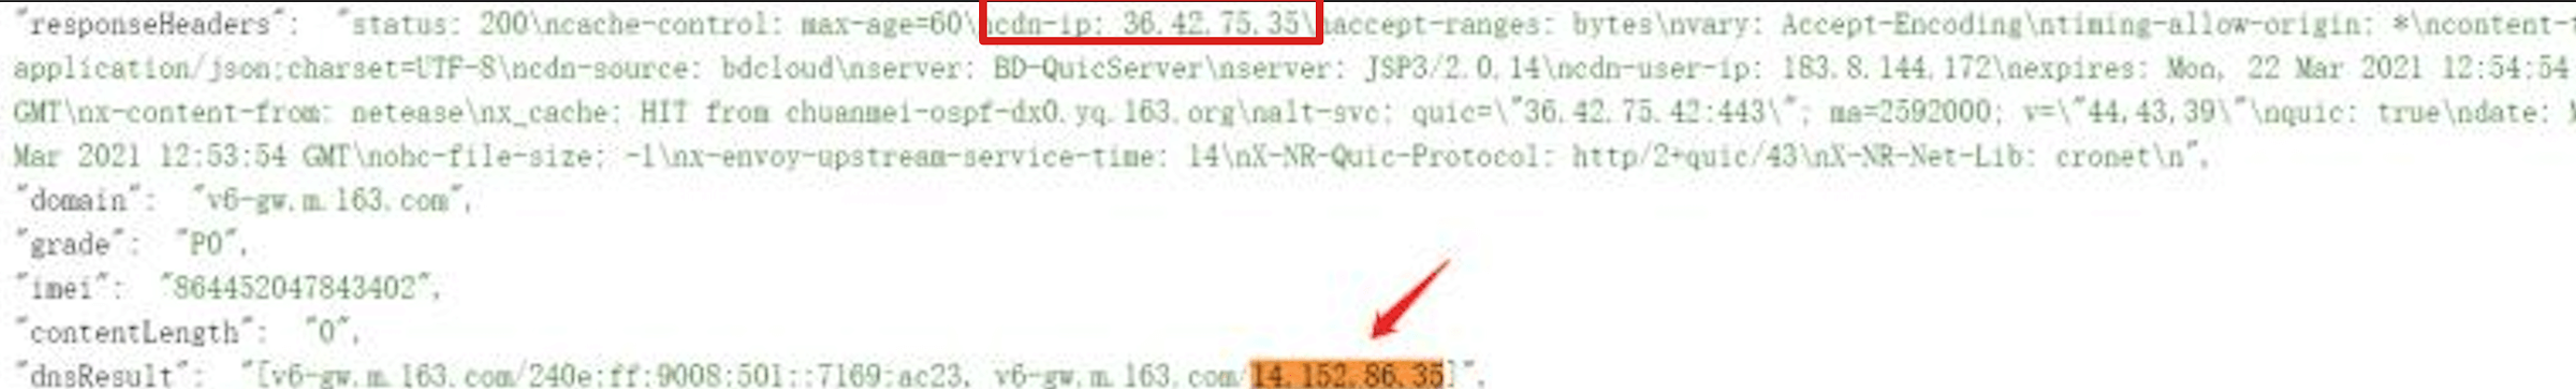 "responseHeaders": "status: 200\ncache-control: max-age=60\ncdn-ip: 36.42.75.35\naccept-ranges: bytes\nvary: Accept-Encoding\ntiming-allow-origin: *\ncontent-
application/json;charset=UTF-8\ncdn-source: bdcloud\nserver: BD-QuicServer\nserver: JSP3/2.0.14\ncdn-user-ip: 183.8.144.172\nexpires: Mon, 22 Mar 2021 12:54:54
GMT\nx-content-from: netease\nx_cache: HIT from chuanmei-ospf-dx0.yq.163.org\nalt-svc: quic=\"36.42.75.42:443\"; ma=2592000; v=\"44,43,39\"\nquic: true\ndate:
Mar 2021 12:53:54 GMT\nohc-file-size: -1\nx-envoy-upstream-service-time: 14\nX-NR-Quic-Protocol: http/2+quic/43\nX-NR-Net-Lib: cronet\n",
"domain": "v6-gw.m.163.com",
"grade": "P0",
"imei": "864452047843402",
"contentLength": "0",
"dnsResult": "[v6-gw.m.163.com/240e:ff:9008:501::7169:ac23, v6-gw.m.163.com/14.152.86.35]",